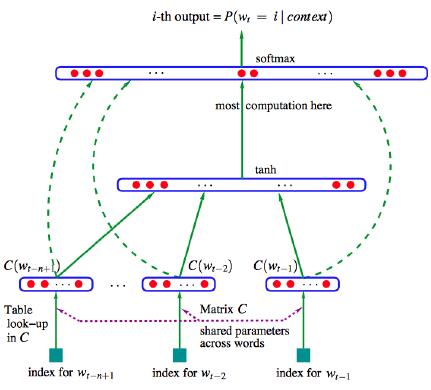 i-th output = P(w_t = i | context)
softmax
... ...
most computation here
tanh
...
C(w_{t−n+1}) C(w_{t−2}) C(w_{t−1})
... ... ... ...
Table
look−up
in C
Matrix C
shared parameters
across words
index for w_{t−n+1} index for w_{t−2} index for w_{t−1}